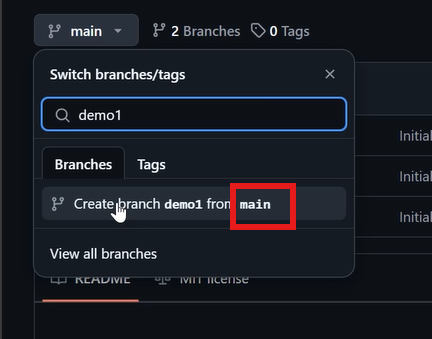 main 2 Branches 0 Tags
Switch branches/tags
demo1
Branches Tags
Initial
Create branch demo1 from main
Initial
Initial
View all branches
README MIT license